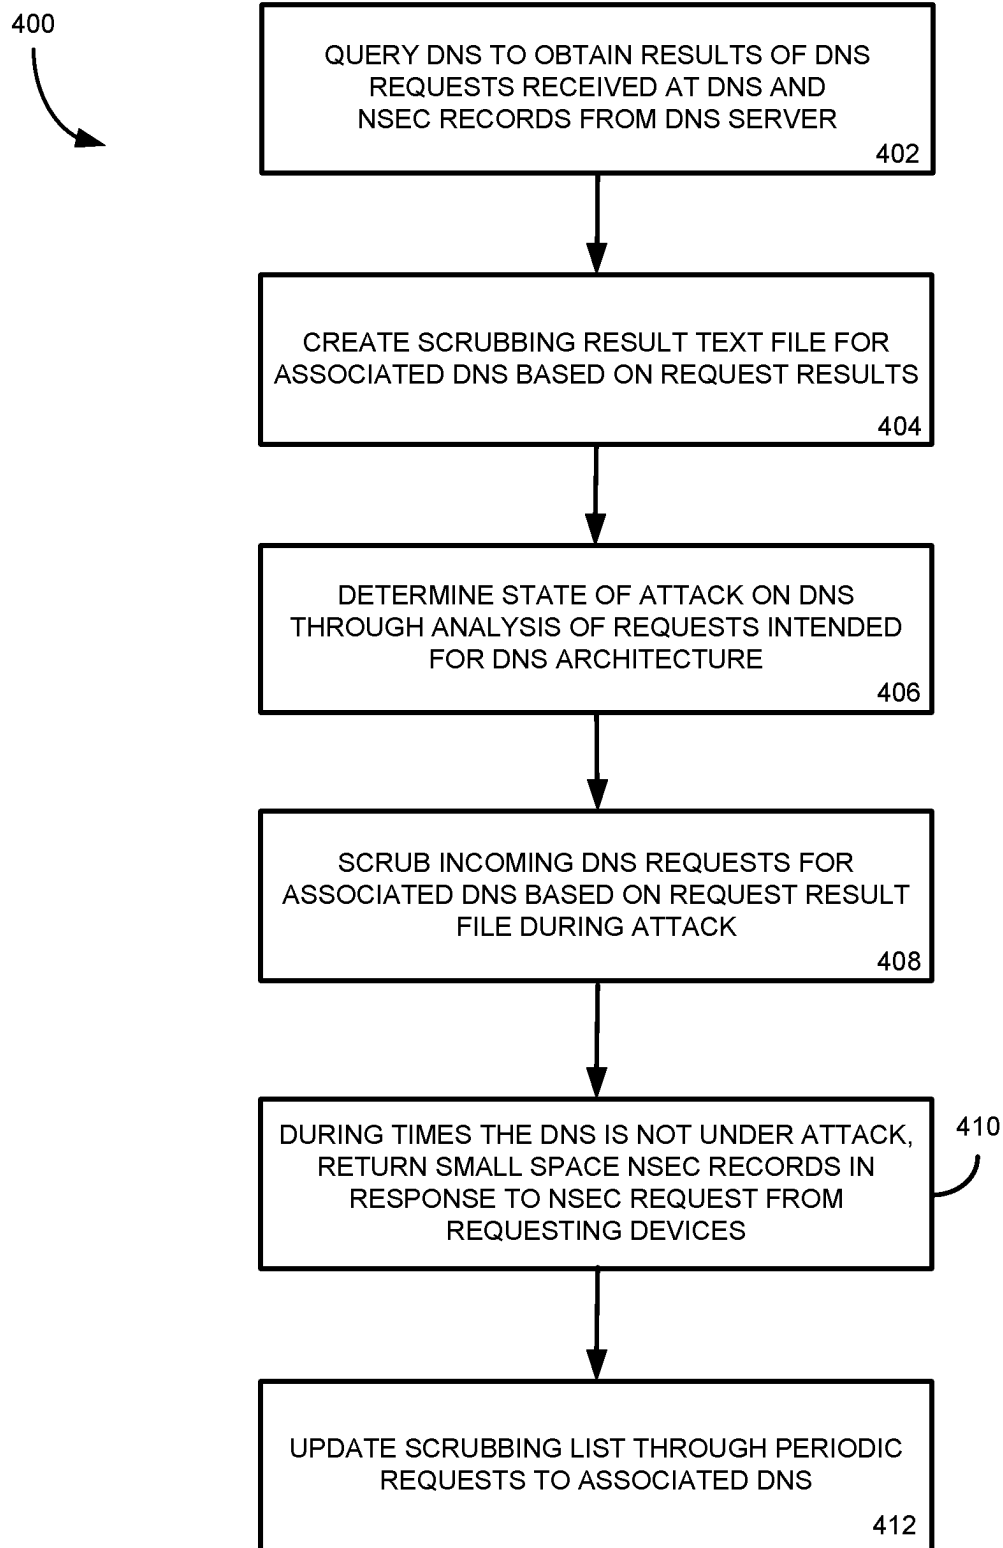 400
QUERY DNS TO OBTAIN RESULTS OF DNS
REQUESTS RECEIVED AT DNS AND
NSEC RECORDS FROM DNS SERVER
402
CREATE SCRUBBING RESULT TEXT FILE FOR
ASSOCIATED DNS BASED ON REQUEST RESULTS
404
DETERMINE STATE OF ATTACK ON DNS
THROUGH ANALYSIS OF REQUESTS INTENDED
FOR DNS ARCHITECTURE
406
SCRUB INCOMING DNS REQUESTS FOR
ASSOCIATED DNS BASED ON REQUEST RESULT
FILE DURING ATTACK
408
DURING TIMES THE DNS IS NOT UNDER ATTACK,
RETURN SMALL SPACE NSEC RECORDS IN
RESPONSE TO NSEC REQUEST FROM
REQUESTING DEVICES
410
UPDATE SCRUBBING LIST THROUGH PERIODIC
REQUESTS TO ASSOCIATED DNS
412